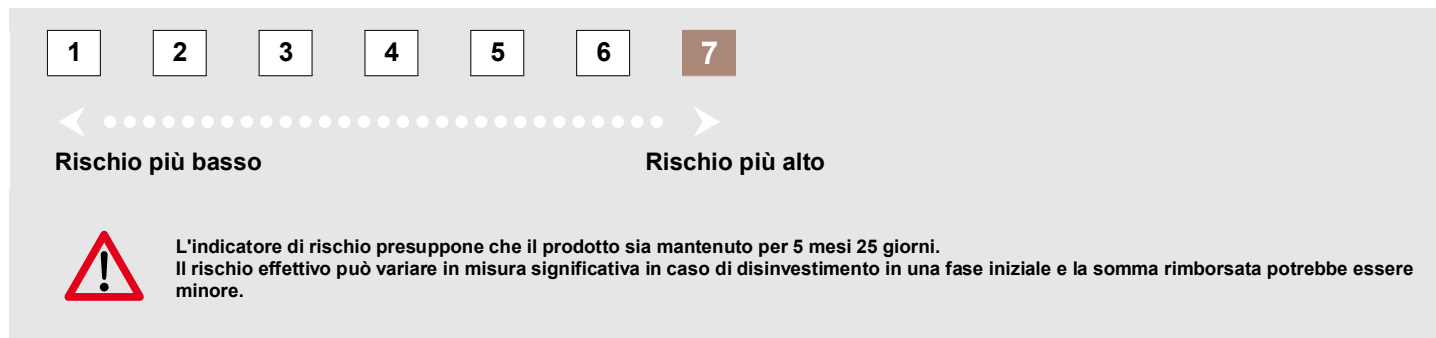 1 2 3 4 5 6 7
Rischio più basso Rischio più alto
L'indicatore di rischio presuppone che il prodotto sia mantenuto per 5 mesi 25 giorni.
Il rischio effettivo può variare in misura significativa in caso di disinvestimento in una fase iniziale e la somma rimborsata potrebbe essere
minore.